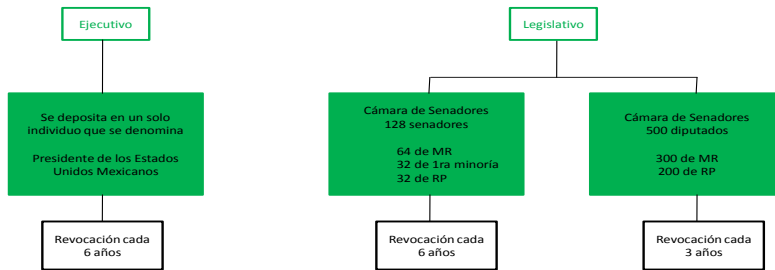 Ejecutivo
Legislativo
Se deposita en un solo
individuo que se denomina
Presidente de los Estados
Unidos Mexicanos
Cámara de Senadores
128 senadores
64 de MR
32 de 1ra minoría
32 de RP
Cámara de Senadores
500 diputados
300 de MR
200 de RP
Revocación cada
6 años
Revocación cada
6 años
Revocación cada
3 años